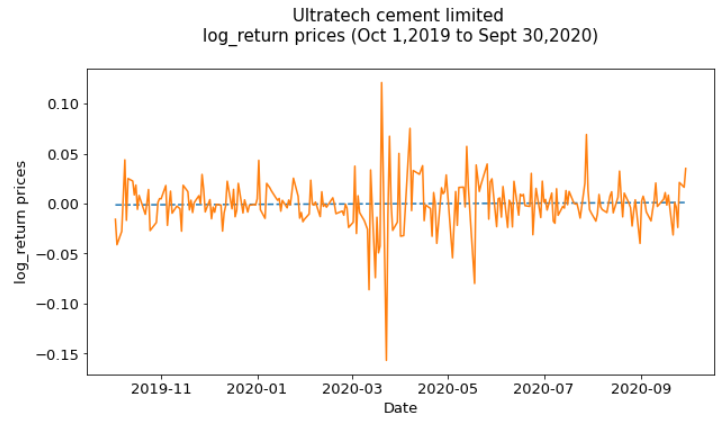 Ultratech cement limited
log_return prices (Oct 1,2019 to Sept 30,2020)
0.10
0.05
0.00
−0.05
−0.10
−0.15
log_return prices
2019-11 2020-01 2020-03 2020-05 2020-07 2020-09
Date